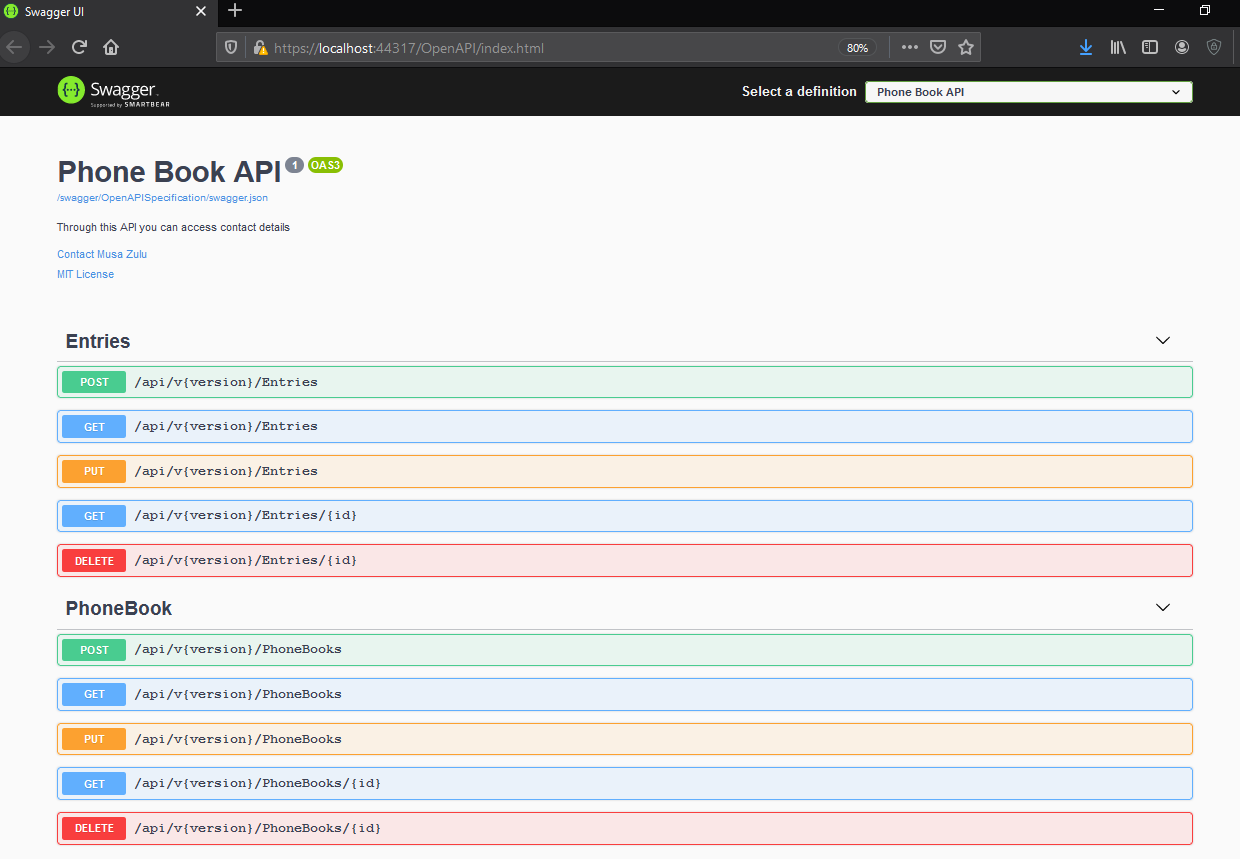 Swagger UI
https://localhost:44317/OpenAPI/index.html
80%
Swagger.
Supported by SMARTBEAR
Select a definition
Phone Book API
Phone Book API 1 OAS3
/swagger/OpenAPISpecification/swagger.json
Through this API you can access contact details
Contact Musa Zulu
MIT License
Entries
POST /api/v{version}/Entries
GET /api/v{version}/Entries
PUT /api/v{version}/Entries
GET /api/v{version}/Entries/{id}
DELETE /api/v{version}/Entries/{id}
PhoneBook
POST /api/v{version}/PhoneBooks
GET /api/v{version}/PhoneBooks
PUT /api/v{version}/PhoneBooks
GET /api/v{version}/PhoneBooks/{id}
DELETE /api/v{version}/PhoneBooks/{id}